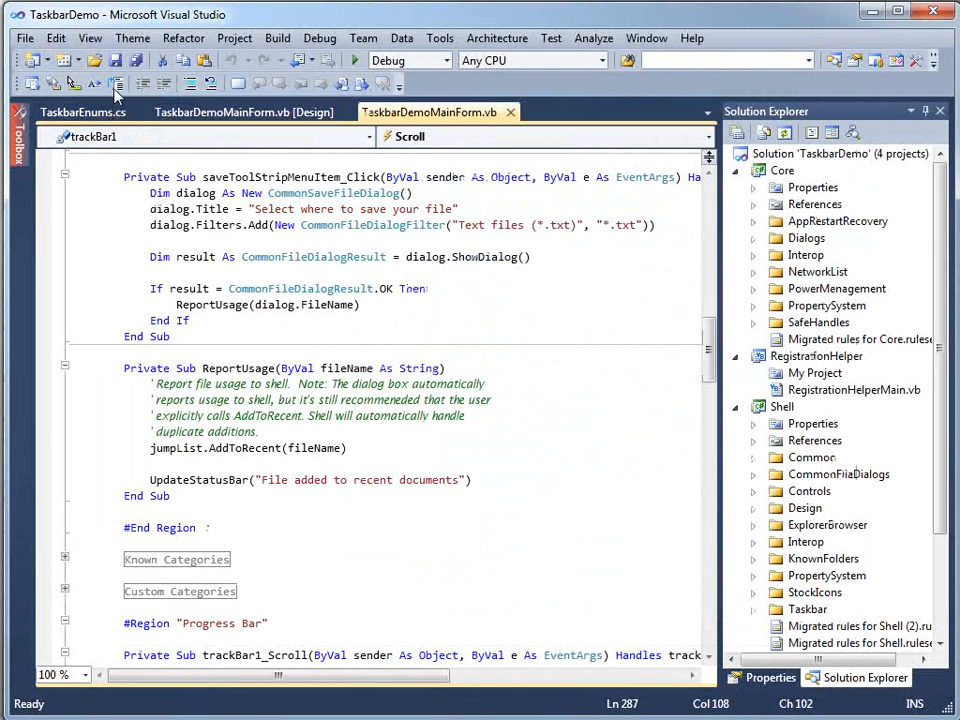 TaskbarDemo - Microsoft Visual Studio
File Edit View Theme Refactor Project Build Debug Team Data Tools Architecture Test Analyze Window Help
Debug Any CPU
Toolbox
TaskbarEnums.cs TaskbarDemoMainForm.vb [Design] TaskbarDemoMainForm.vb
trackBar1 Scroll
Private Sub saveToolStripMenuItem_Click(ByVal sender As Object, ByVal e As EventArgs) Ha
Dim dialog As New CommonSaveFileDialog()
dialog.Title = "Select where to save your file"
dialog.Filters.Add(New CommonFileDialogFilter("Text files (*.txt)", "*.txt"))
Dim result As CommonFileDialogResult = dialog.ShowDialog()
If result = CommonFileDialogResult.OK Then
ReportUsage(dialog.FileName)
End If
End Sub
Private Sub ReportUsage(ByVal fileName As String)
' Report file usage to shell. Note: The dialog box automatically
' reports usage to shell, but it's still recommeneded that the user
' explicitly calls AddToRecent. Shell will automatically handle
' duplicate additions.
jumpList.AddToRecent(fileName)
UpdateStatusBar("File added to recent documents")
End Sub
#End Region
Known Categories
Custom Categories
#Region "Progress Bar"
Private Sub trackBar1_Scroll(ByVal sender As Object, ByVal e As EventArgs) Handles track
100 %
Solution Explorer
Solution 'TaskbarDemo' (4 projects)
Core
Properties
References
AppRestartRecovery
Dialogs
Interop
NetworkList
PowerManagement
PropertySystem
SafeHandles
Migrated rules for Core.rulese
RegistrationHelper
My Project
RegistrationHelperMain.vb
Shell
Properties
References
Common
CommonFileDialogs
Controls
Design
ExplorerBrowser
Interop
KnownFolders
PropertySystem
StockIcons
Taskbar
Migrated rules for Shell (2).ru
Migrated rules for Shell.rulese
Properties Solution Explorer
Ready Ln 287 Col 108 Ch 102 INS